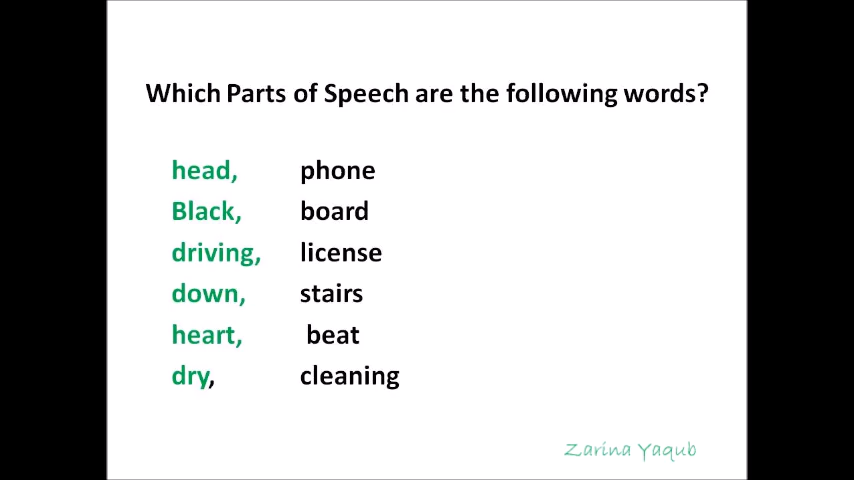 Which Parts of Speech are the following words?
head, phone
Black, board
driving, license
down, stairs
heart, beat
dry, cleaning
Zarina Yaqub